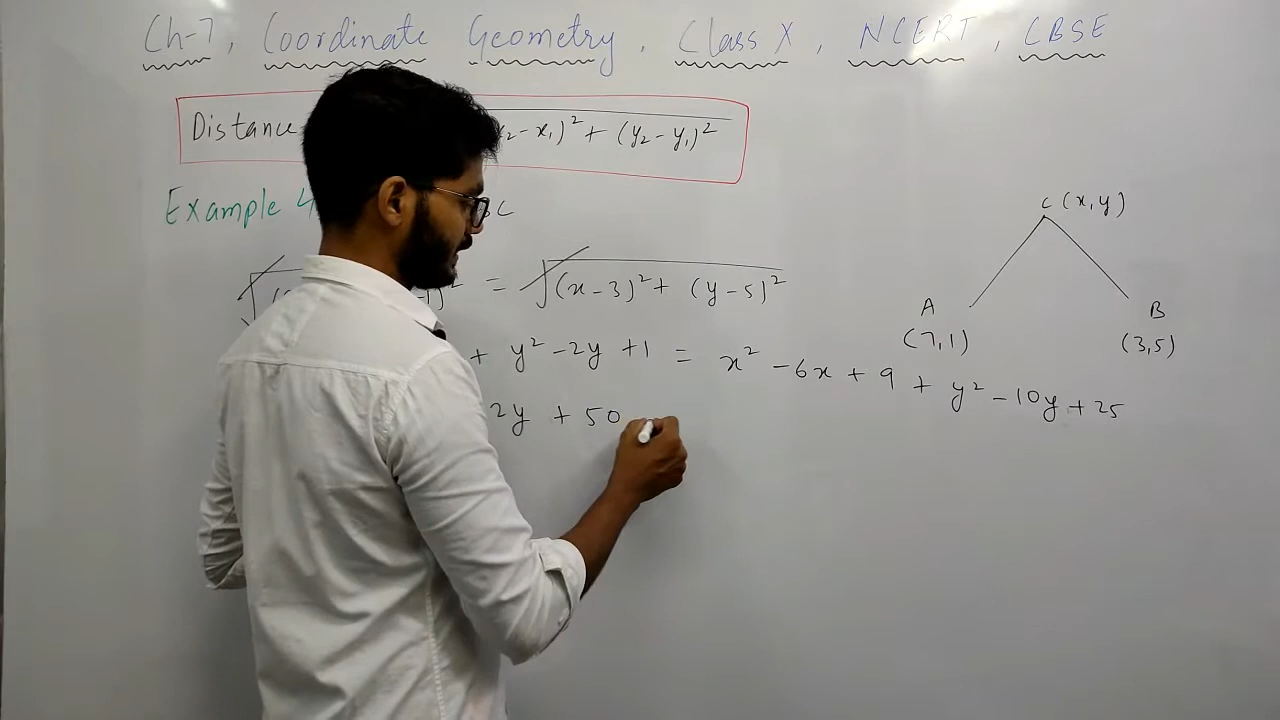 Ch-7, Coordinate Geometry, Class X, NCERT, CBSE
Distance x₂-x₁)² + (y₂-y₁)²
Example 4 BC
√( -1)² = √(x-3)² + (y-5)²
+ y² -2y +1 = x² -6x + 9 + y² -10y +25
2y + 50
C (x,y)
A
(7,1)
B
(3,5)